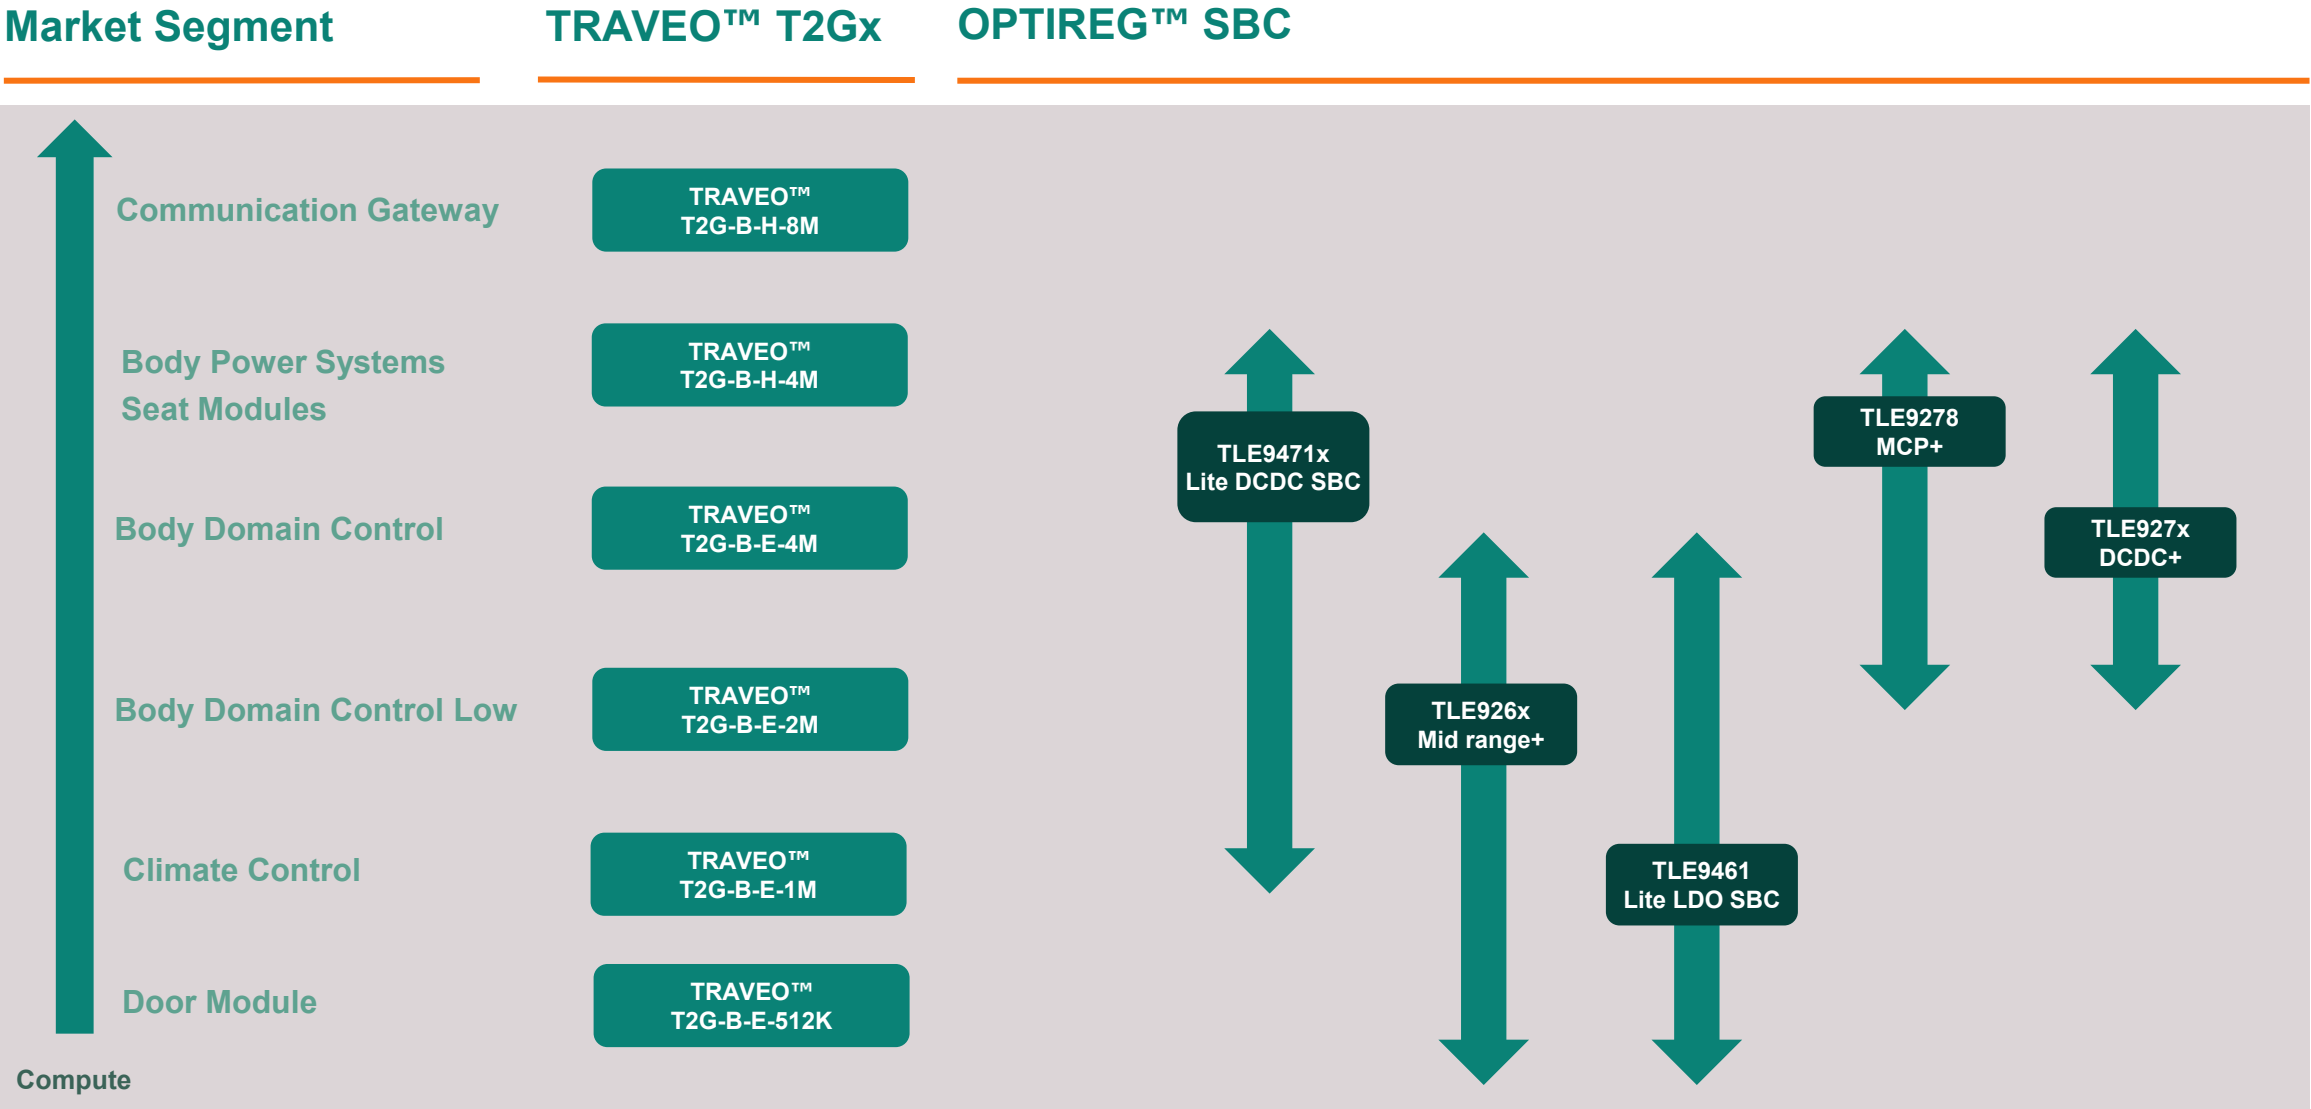 Market Segment
TRAVEO™ T2Gx
OPTIREG™ SBC
Communication Gateway
TRAVEO™
T2G-B-H-8M
Body Power Systems
Seat Modules
TRAVEO™
T2G-B-H-4M
TLE9471x
Lite DCDC SBC
TLE9278
MCP+
Body Domain Control
TRAVEO™
T2G-B-E-4M
TLE927x
DCDC+
Body Domain Control Low
TRAVEO™
T2G-B-E-2M
TLE926x
Mid range+
Climate Control
TRAVEO™
T2G-B-E-1M
TLE9461
Lite LDO SBC
Door Module
TRAVEO™
T2G-B-E-512K
Compute